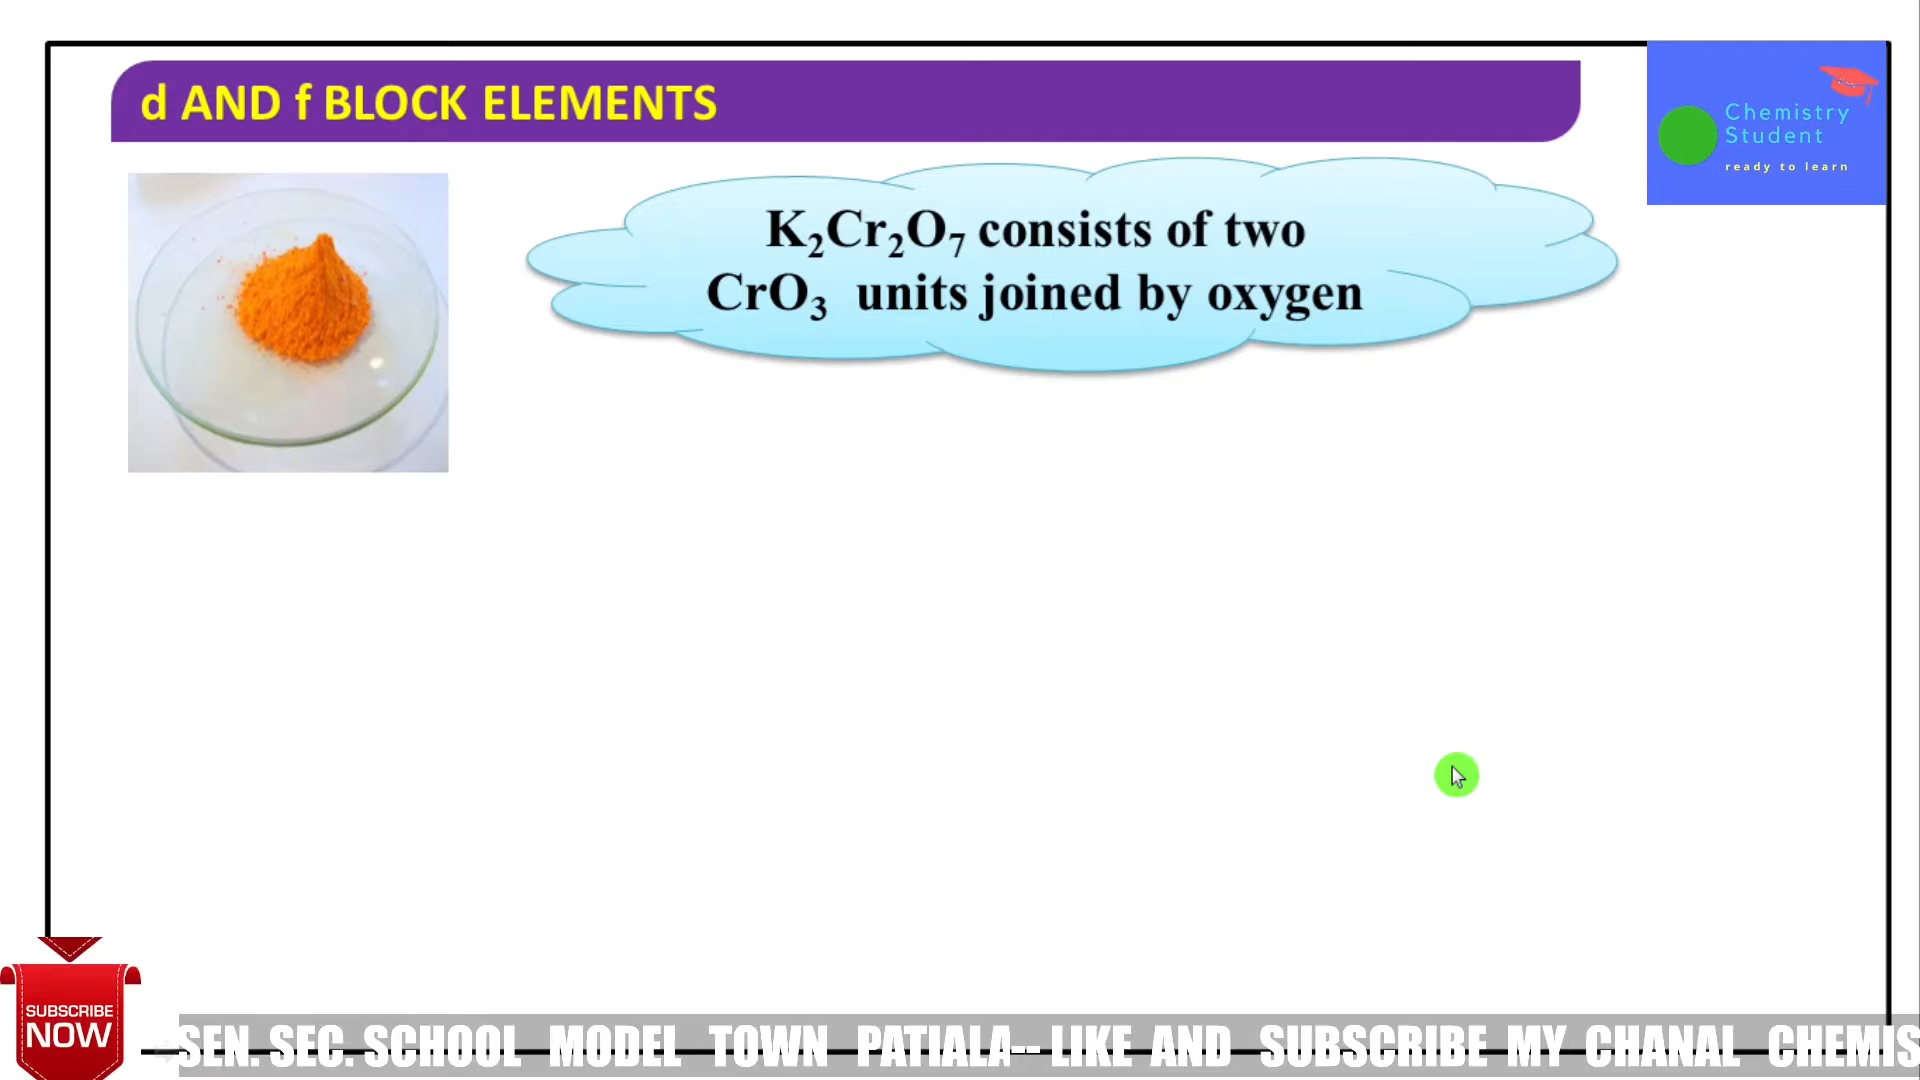 d AND f BLOCK ELEMENTS
Chemistry
Student
ready to learn
K₂Cr₂O₇ consists of two
CrO₃ units joined by oxygen
SUBSCRIBE
NOW
SEN. SEC. SCHOOL MODEL TOWN PATIALA-- LIKE AND SUBSCRIBE MY CHANAL CHEMIS